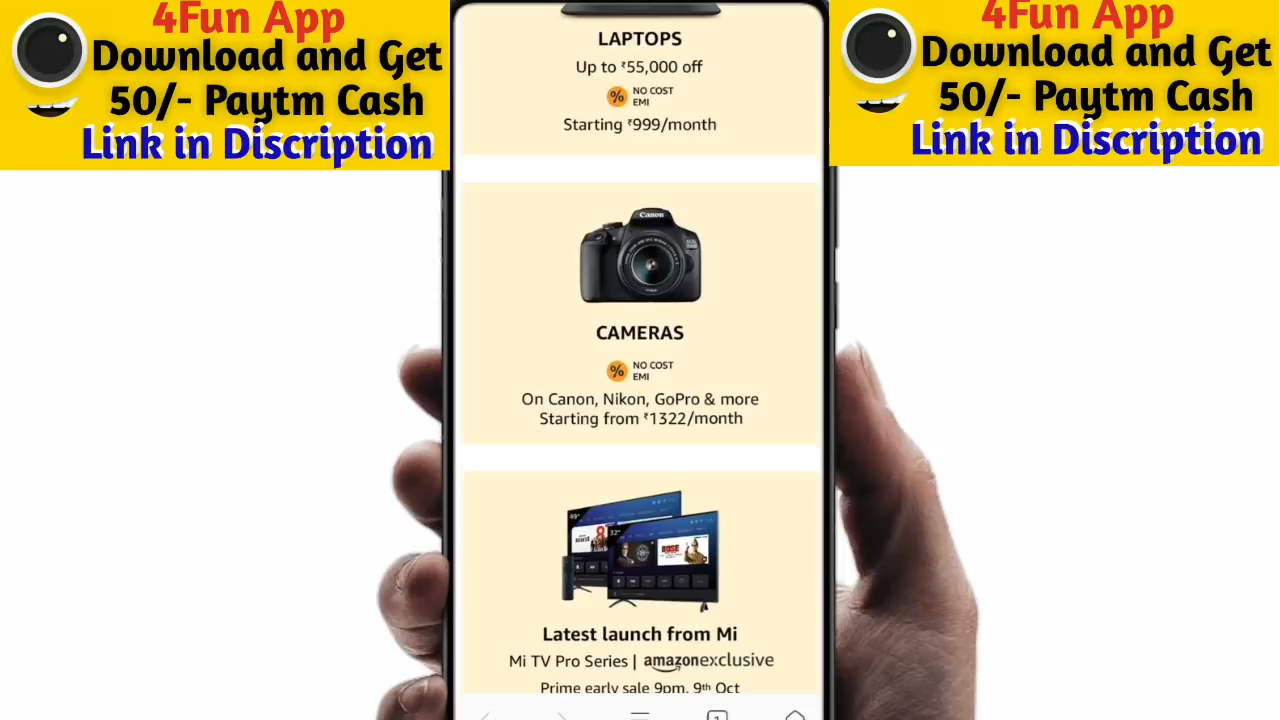 4Fun App
Download and Get
50/- Paytm Cash
Link in Discription
4Fun App
Download and Get
50/- Paytm Cash
Link in Discription
LAPTOPS
Up to ₹55,000 off
% NO COST
EMI
Starting ₹999/month
Canon
CAMERAS
% NO COST
EMI
On Canon, Nikon, GoPro & more
Starting from ₹1322/month
49"
32"
Latest launch from Mi
Mi TV Pro Series | amazonexclusive
Prime early sale 9pm, 9th Oct
1